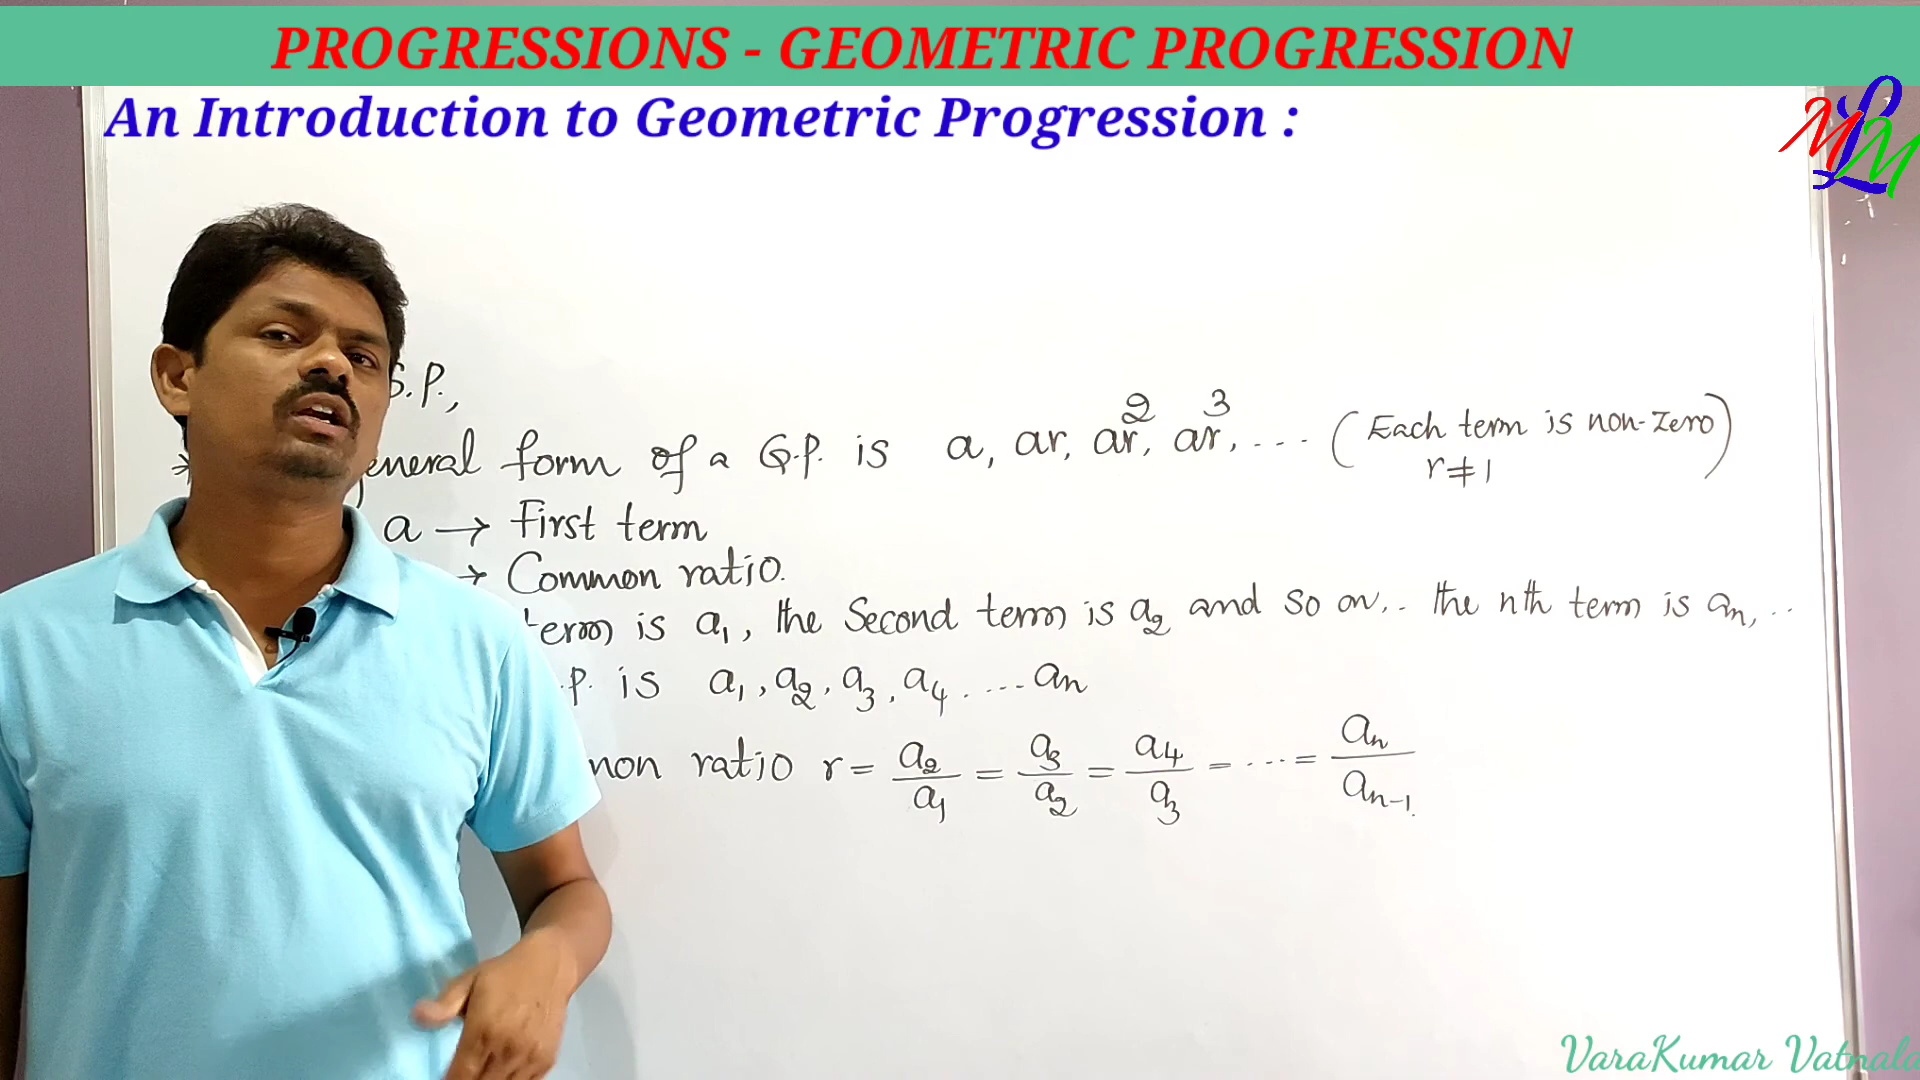 PROGRESSIONS - GEOMETRIC PROGRESSION
An Introduction to Geometric Progression :
MLM
G.P.,
eneral form of a G.P. is a, ar, ar², ar³, .... (Each term is non-zero)
r≠1
a → First term
→ Common ratio.
term is a₁, the Second term is a₂ and so on... the nth term is aₙ, ..
.P. is a₁, a₂, a₃, a₄ ..... aₙ
non ratio r = a₂/a₁ = a₃/a₂ = a₄/a₃ = .... = aₙ/aₙ₋₁.
VaraKumar Vatnala